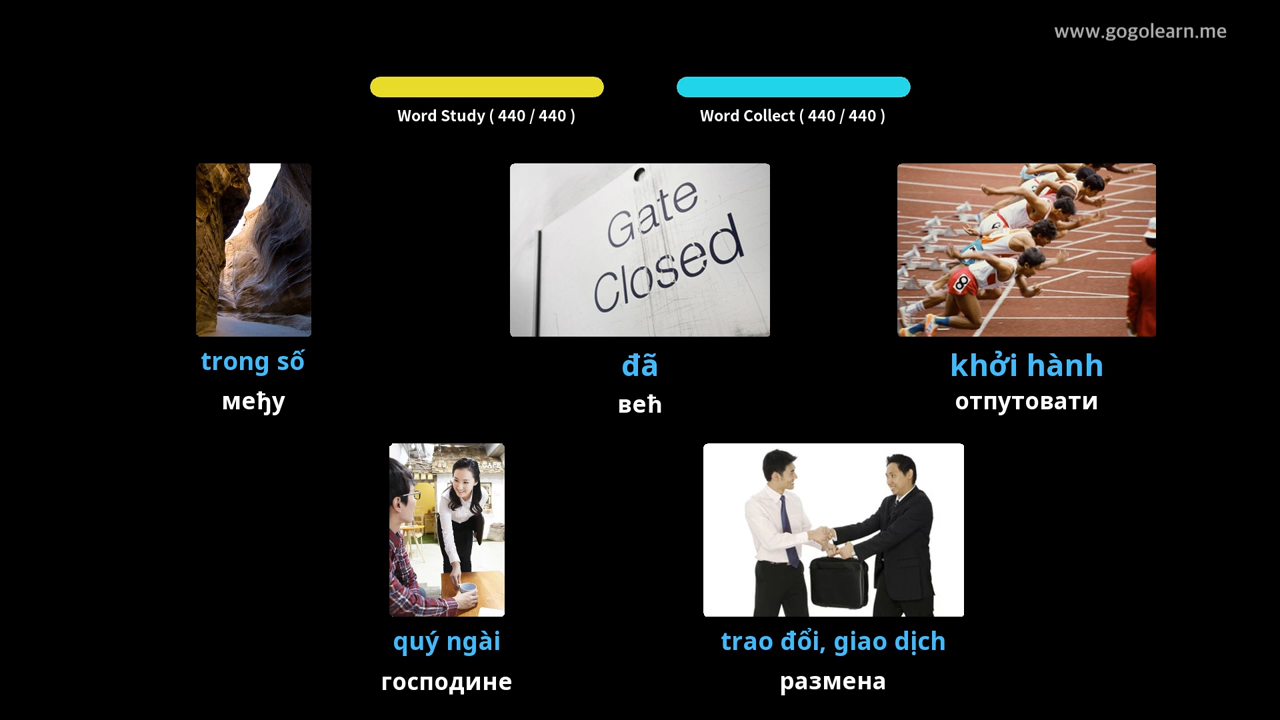 www.gogolearn.me
Word Study ( 440 / 440 )
Word Collect ( 440 / 440 )
Gate
Closed
8
trong số
међу
đã
већ
khởi hành
отпутовати
quý ngài
господине
trao đổi, giao dịch
размена